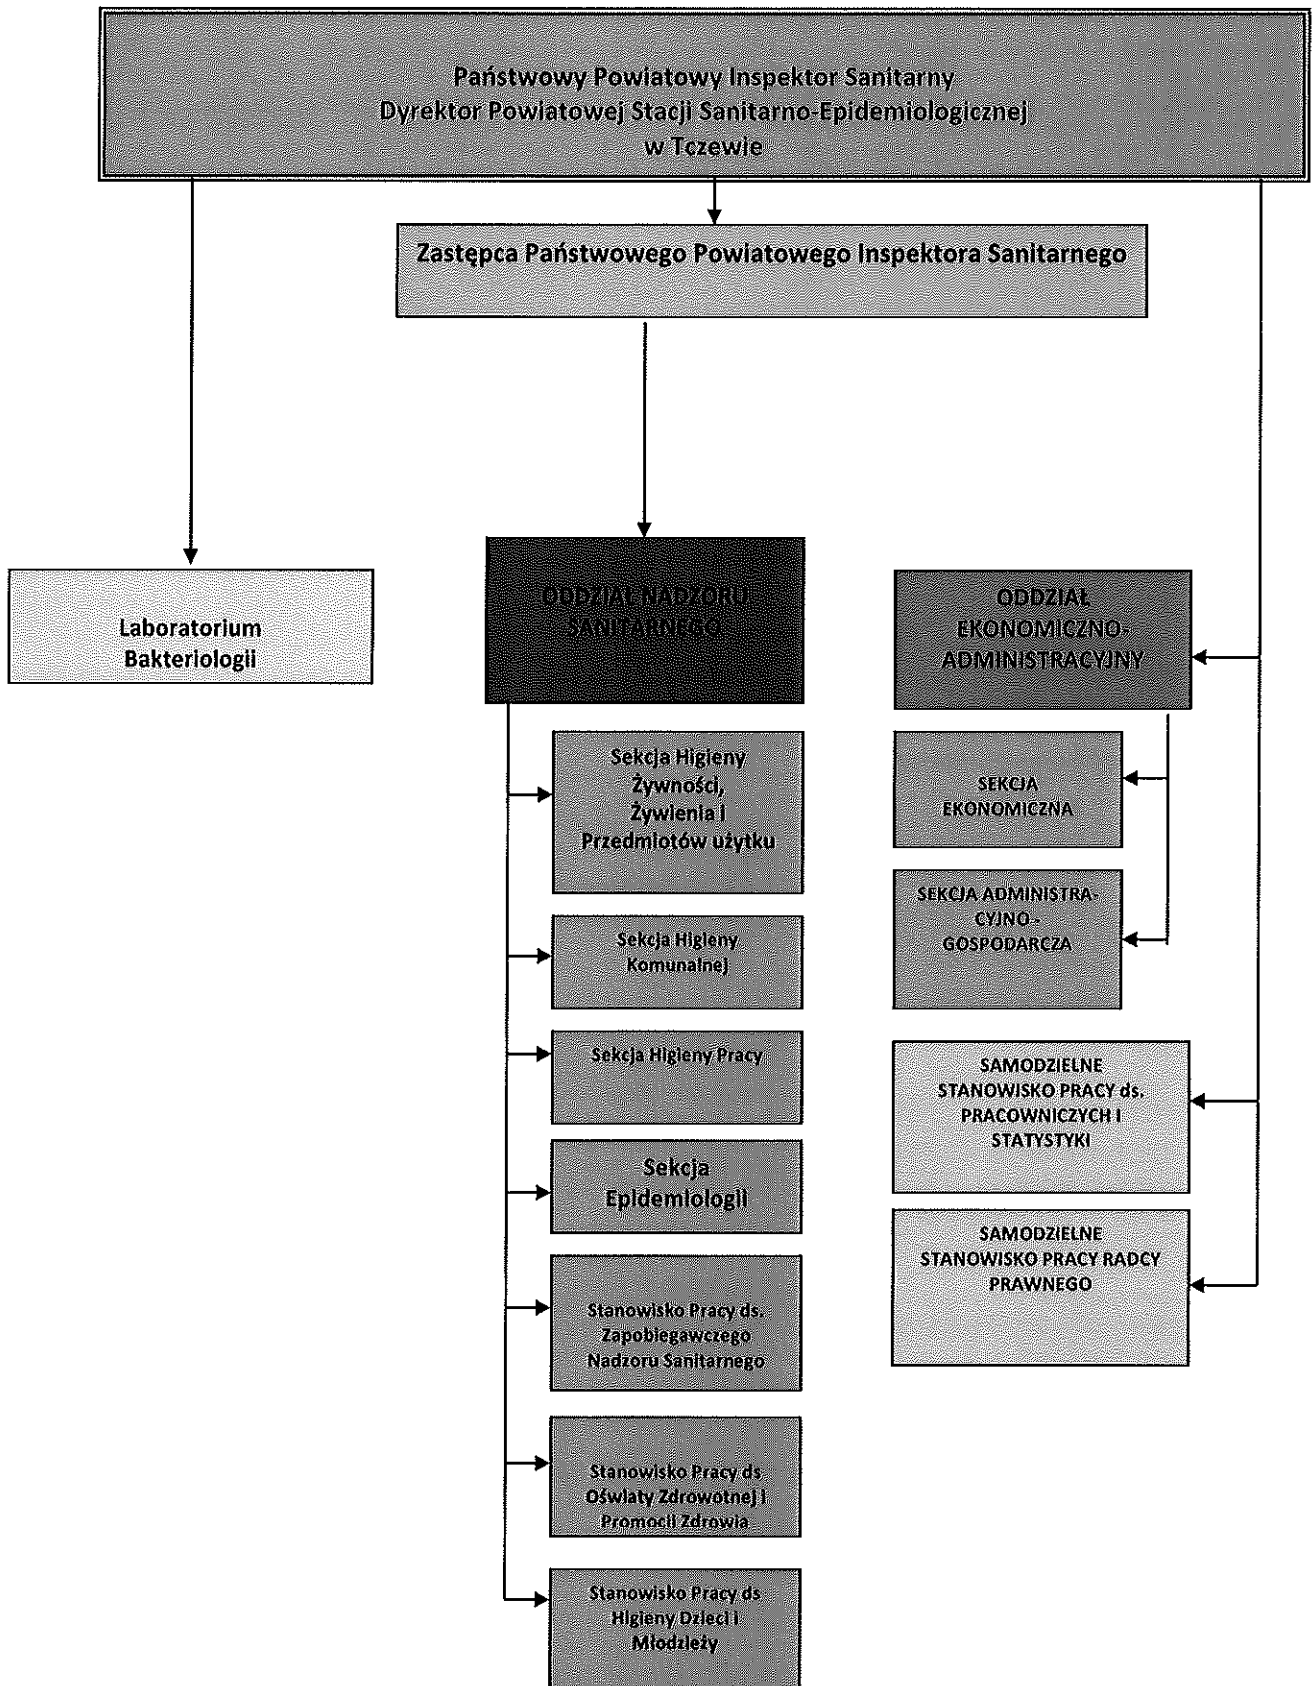 Państwowy Powiatowy Inspektor Sanitarny
Dyrektor Powiatowej Stacji Sanitarno-Epidemiologicznej
w Tczewie
Zastępca Państwowego Powiatowego Inspektora Sanitarnego
Laboratorium
Bakteriologii
ODDZIAŁ NADZORU
SANITARNEGO
Sekcja Higieny
Żywności,
Żywienia i
Przedmiotów użytku
Sekcja Higieny
Komunalnej
Sekcja Higieny Pracy
Sekcja
Epidemiologii
Stanowisko Pracy ds.
Zapobiegawczego
Nadzoru Sanitarnego
Stanowisko Pracy ds
Oświaty Zdrowotnej i
Promocji Zdrowia
Stanowisko Pracy ds
Higieny Dzieci i
Młodzieży
ODDZIAŁ
EKONOMICZNO-
ADMINISTRACYJNY
SEKCJA
EKONOMICZNA
SEKCJA ADMINISTRA-
CYJNO-
GOSPODARCZA
SAMODZIELNE
STANOWISKO PRACY ds.
PRACOWNICZYCH I
STATYSTYKI
SAMODZIELNE
STANOWISKO PRACY RADCY
PRAWNEGO